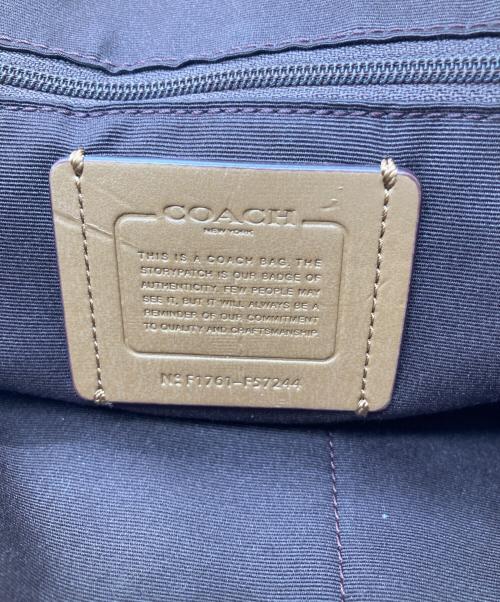 COACH
NEW YORK
THIS IS A COACH BAG. THE
STORYPATCH IS OUR BADGE OF
AUTHENTICITY. FEW PEOPLE MAY
SEE IT, BUT IT WILL ALWAYS BE A
REMINDER OF OUR COMMITMENT
TO QUALITY AND CRAFTSMANSHIP.
Nº F1761-F57244